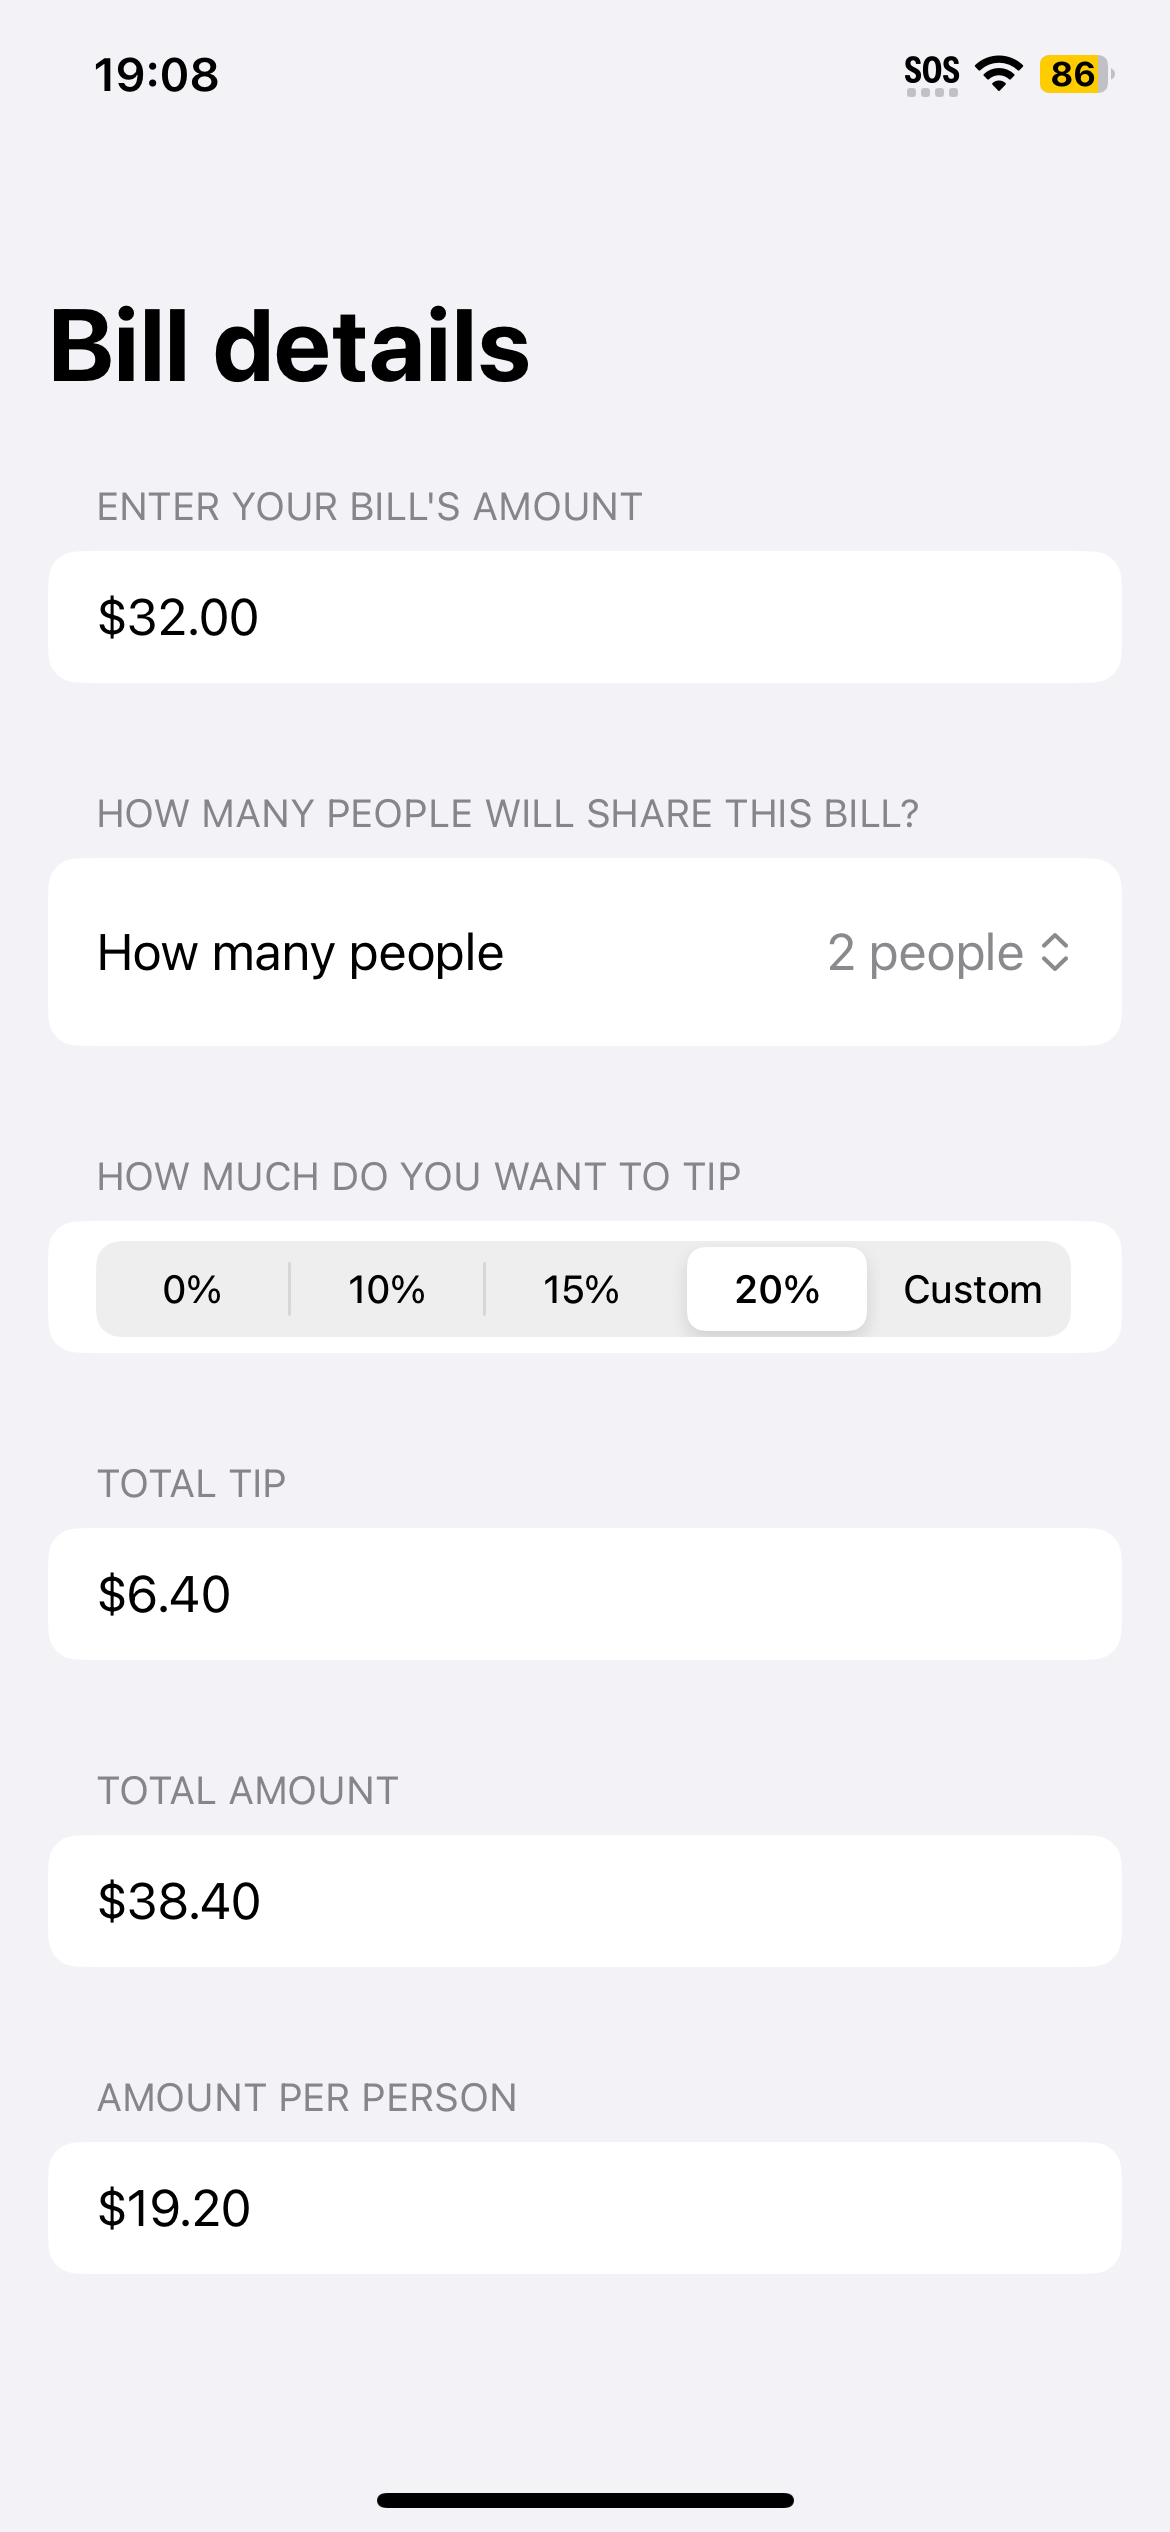 19:08 SOS 86
Bill details
ENTER YOUR BILL'S AMOUNT
$32.00
HOW MANY PEOPLE WILL SHARE THIS BILL?
How many people 2 people
HOW MUCH DO YOU WANT TO TIP
0% 10% 15% 20% Custom
TOTAL TIP
$6.40
TOTAL AMOUNT
$38.40
AMOUNT PER PERSON
$19.20